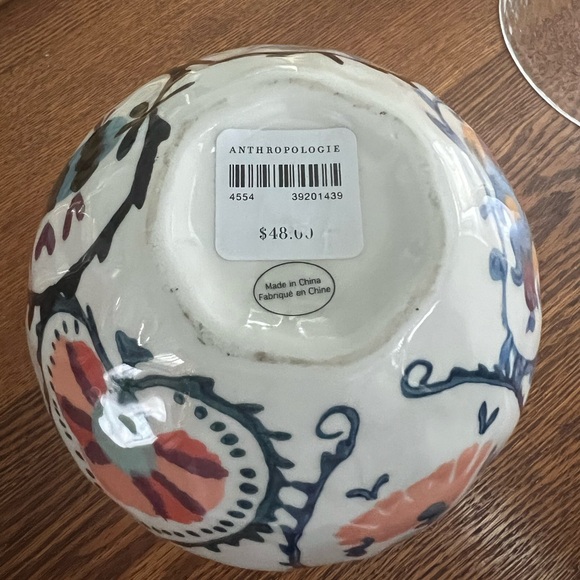 ANTHROPOLOGIE
4554 39201439
Made in China
Fabriqué en Chine